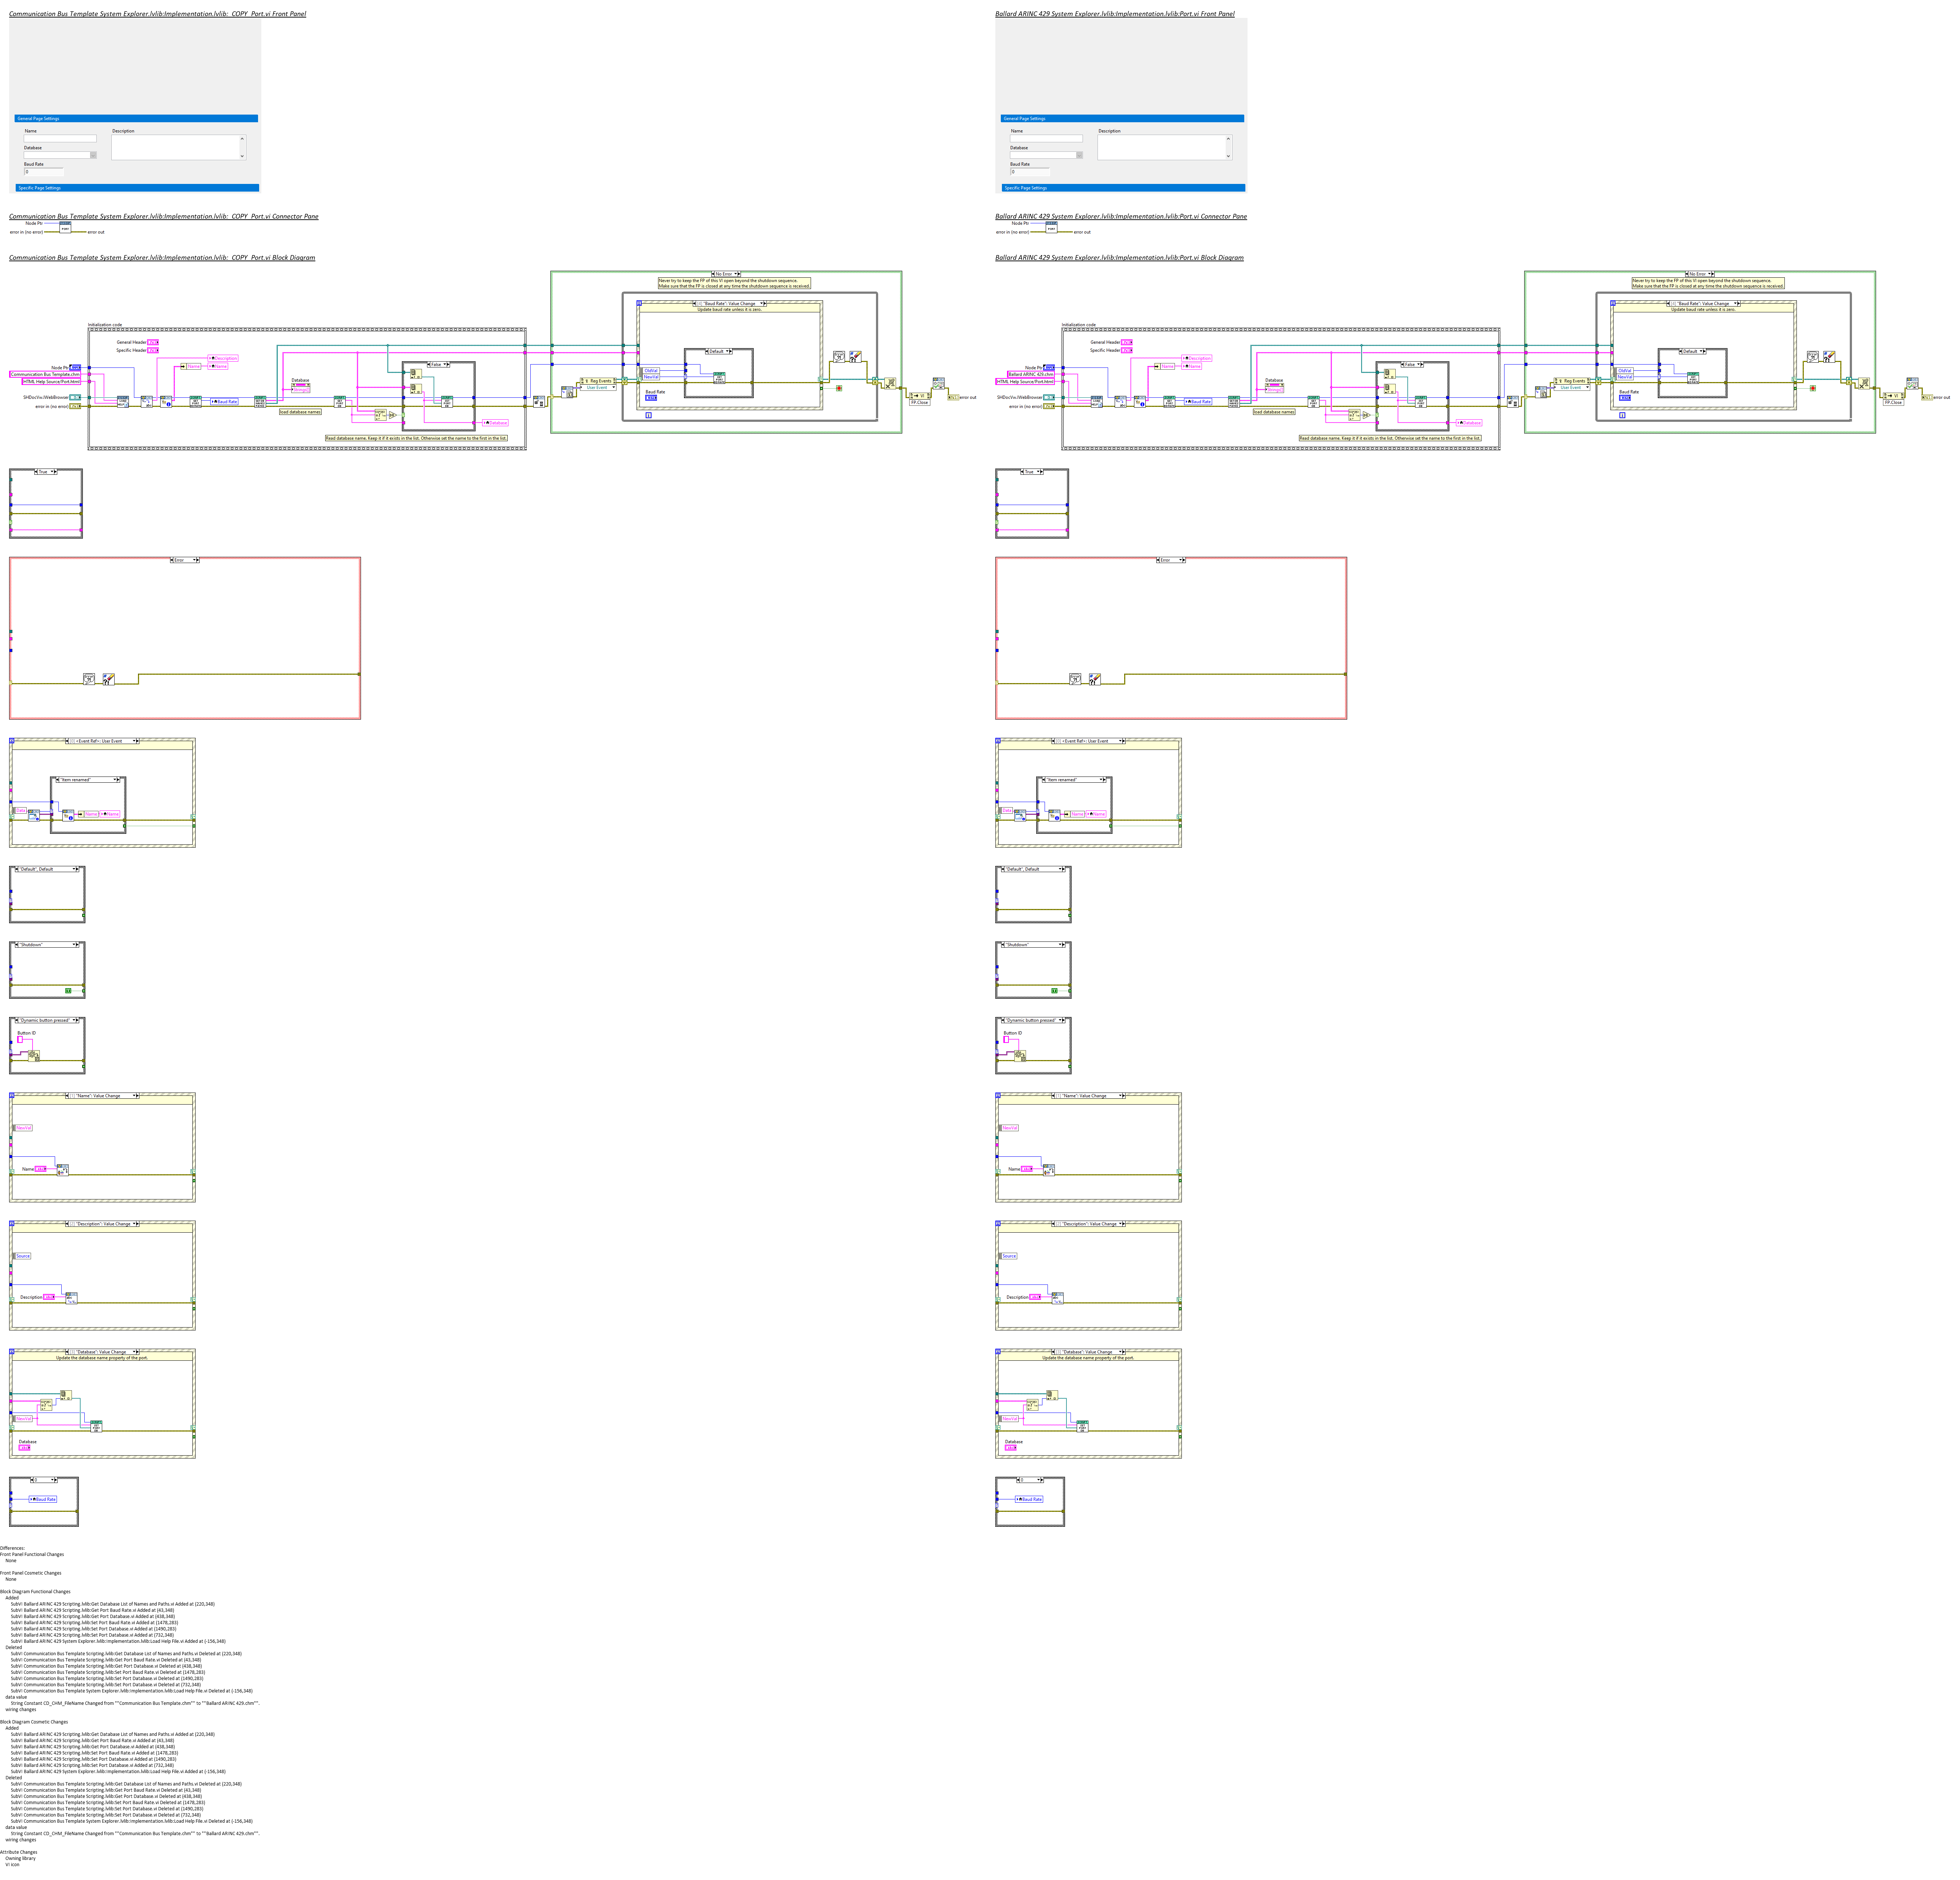 Communication Bus Template System Explorer.lvlib:Implementation.lvlib:_COPY_Port.vi Front Panel
General Page Settings
Name
Description
Database
Baud Rate
0
Specific Page Settings
Communication Bus Template System Explorer.lvlib:Implementation.lvlib:_COPY_Port.vi Connector Pane
Node Ptr
error in (no error)
error out
Communication Bus Template System Explorer.lvlib:Implementation.lvlib:_COPY_Port.vi Block Diagram
No Error
Never try to keep the FP of this VI open beyond the shutdown sequence.
Make sure that the FP is closed at any time the shutdown sequence is received.
"Baud Rate": Value Change
Update baud rate unless it is zero.
Initialization code
General Header
Specific Header
Description
Name
Name
Node Ptr
Communication Bus Template.chm
HTML Help Source/Port.html
SHDocVw.IWebBrowser
error in (no error)
Baud Rate
Database
load database names
False
Database
Read database name. Keep it if it exists in the list. Otherwise set the name to the first in the list.
Reg Events
User Event
OldVal
NewVal
Default
Baud Rate
VI
FP.Close
error out
True
Error
<Event Ref>: User Event
"Item renamed"
Data
Name
Name
"Default", Default
"Shutdown"
"Dynamic button pressed"
Button ID
"Name": Value Change
NewVal
Name
"Description": Value Change
Source
Description
"Database": Value Change
Update the database name property of the port.
NewVal
Database
0
Baud Rate
Ballard ARINC 429 System Explorer.lvlib:Implementation.lvlib:Port.vi Front Panel
General Page Settings
Name
Description
Database
Baud Rate
0
Specific Page Settings
Ballard ARINC 429 System Explorer.lvlib:Implementation.lvlib:Port.vi Connector Pane
Node Ptr
error in (no error)
error out
Ballard ARINC 429 System Explorer.lvlib:Implementation.lvlib:Port.vi Block Diagram
No Error
Never try to keep the FP of this VI open beyond the shutdown sequence.
Make sure that the FP is closed at any time the shutdown sequence is received.
"Baud Rate": Value Change
Update baud rate unless it is zero.
Initialization code
General Header
Specific Header
Description
Name
Name
Node Ptr
Ballard ARINC 429.chm
HTML Help Source/Port.html
SHDocVw.IWebBrowser
error in (no error)
Baud Rate
Database
load database names
False
Database
Read database name. Keep it if it exists in the list. Otherwise set the name to the first in the list.
Reg Events
User Event
OldVal
NewVal
Default
Baud Rate
VI
FP.Close
error out
True
Error
<Event Ref>: User Event
"Item renamed"
Data
Name
Name
"Default", Default
"Shutdown"
"Dynamic button pressed"
Button ID
"Name": Value Change
NewVal
Name
"Description": Value Change
Source
Description
"Database": Value Change
Update the database name property of the port.
NewVal
Database
0
Baud Rate
Differences:
Front Panel Functional Changes
None
Front Panel Cosmetic Changes
None
Block Diagram Functional Changes
Added
SubVI Ballard ARINC 429 Scripting.lvlib:Get Database List of Names and Paths.vi Added at (220,348)
SubVI Ballard ARINC 429 Scripting.lvlib:Get Port Baud Rate.vi Added at (43,348)
SubVI Ballard ARINC 429 Scripting.lvlib:Get Port Database.vi Added at (438,348)
SubVI Ballard ARINC 429 Scripting.lvlib:Set Port Baud Rate.vi Added at (1478,283)
SubVI Ballard ARINC 429 Scripting.lvlib:Set Port Database.vi Added at (1490,283)
SubVI Ballard ARINC 429 Scripting.lvlib:Set Port Database.vi Added at (732,348)
SubVI Ballard ARINC 429 System Explorer.lvlib:Implementation.lvlib:Load Help File.vi Added at (-156,348)
Deleted
SubVI Communication Bus Template Scripting.lvlib:Get Database List of Names and Paths.vi Deleted at (220,348)
SubVI Communication Bus Template Scripting.lvlib:Get Port Baud Rate.vi Deleted at (43,348)
SubVI Communication Bus Template Scripting.lvlib:Get Port Database.vi Deleted at (438,348)
SubVI Communication Bus Template Scripting.lvlib:Set Port Baud Rate.vi Deleted at (1478,283)
SubVI Communication Bus Template Scripting.lvlib:Set Port Database.vi Deleted at (1490,283)
SubVI Communication Bus Template Scripting.lvlib:Set Port Database.vi Deleted at (732,348)
SubVI Communication Bus Template System Explorer.lvlib:Implementation.lvlib:Load Help File.vi Deleted at (-156,348)
data value
String Constant CD_CHM_FileName Changed from ""Communication Bus Template.chm"" to ""Ballard ARINC 429.chm"".
wiring changes
Block Diagram Cosmetic Changes
Added
SubVI Ballard ARINC 429 Scripting.lvlib:Get Database List of Names and Paths.vi Added at (220,348)
SubVI Ballard ARINC 429 Scripting.lvlib:Get Port Baud Rate.vi Added at (43,348)
SubVI Ballard ARINC 429 Scripting.lvlib:Get Port Database.vi Added at (438,348)
SubVI Ballard ARINC 429 Scripting.lvlib:Set Port Baud Rate.vi Added at (1478,283)
SubVI Ballard ARINC 429 Scripting.lvlib:Set Port Database.vi Added at (1490,283)
SubVI Ballard ARINC 429 Scripting.lvlib:Set Port Database.vi Added at (732,348)
SubVI Ballard ARINC 429 System Explorer.lvlib:Implementation.lvlib:Load Help File.vi Added at (-156,348)
Deleted
SubVI Communication Bus Template Scripting.lvlib:Get Database List of Names and Paths.vi Deleted at (220,348)
SubVI Communication Bus Template Scripting.lvlib:Get Port Baud Rate.vi Deleted at (43,348)
SubVI Communication Bus Template Scripting.lvlib:Get Port Database.vi Deleted at (438,348)
SubVI Communication Bus Template Scripting.lvlib:Set Port Baud Rate.vi Deleted at (1478,283)
SubVI Communication Bus Template Scripting.lvlib:Set Port Database.vi Deleted at (1490,283)
SubVI Communication Bus Template Scripting.lvlib:Set Port Database.vi Deleted at (732,348)
SubVI Communication Bus Template System Explorer.lvlib:Implementation.lvlib:Load Help File.vi Deleted at (-156,348)
data value
String Constant CD_CHM_FileName Changed from ""Communication Bus Template.chm"" to ""Ballard ARINC 429.chm"".
wiring changes
Attribute Changes
Owning library
VI icon